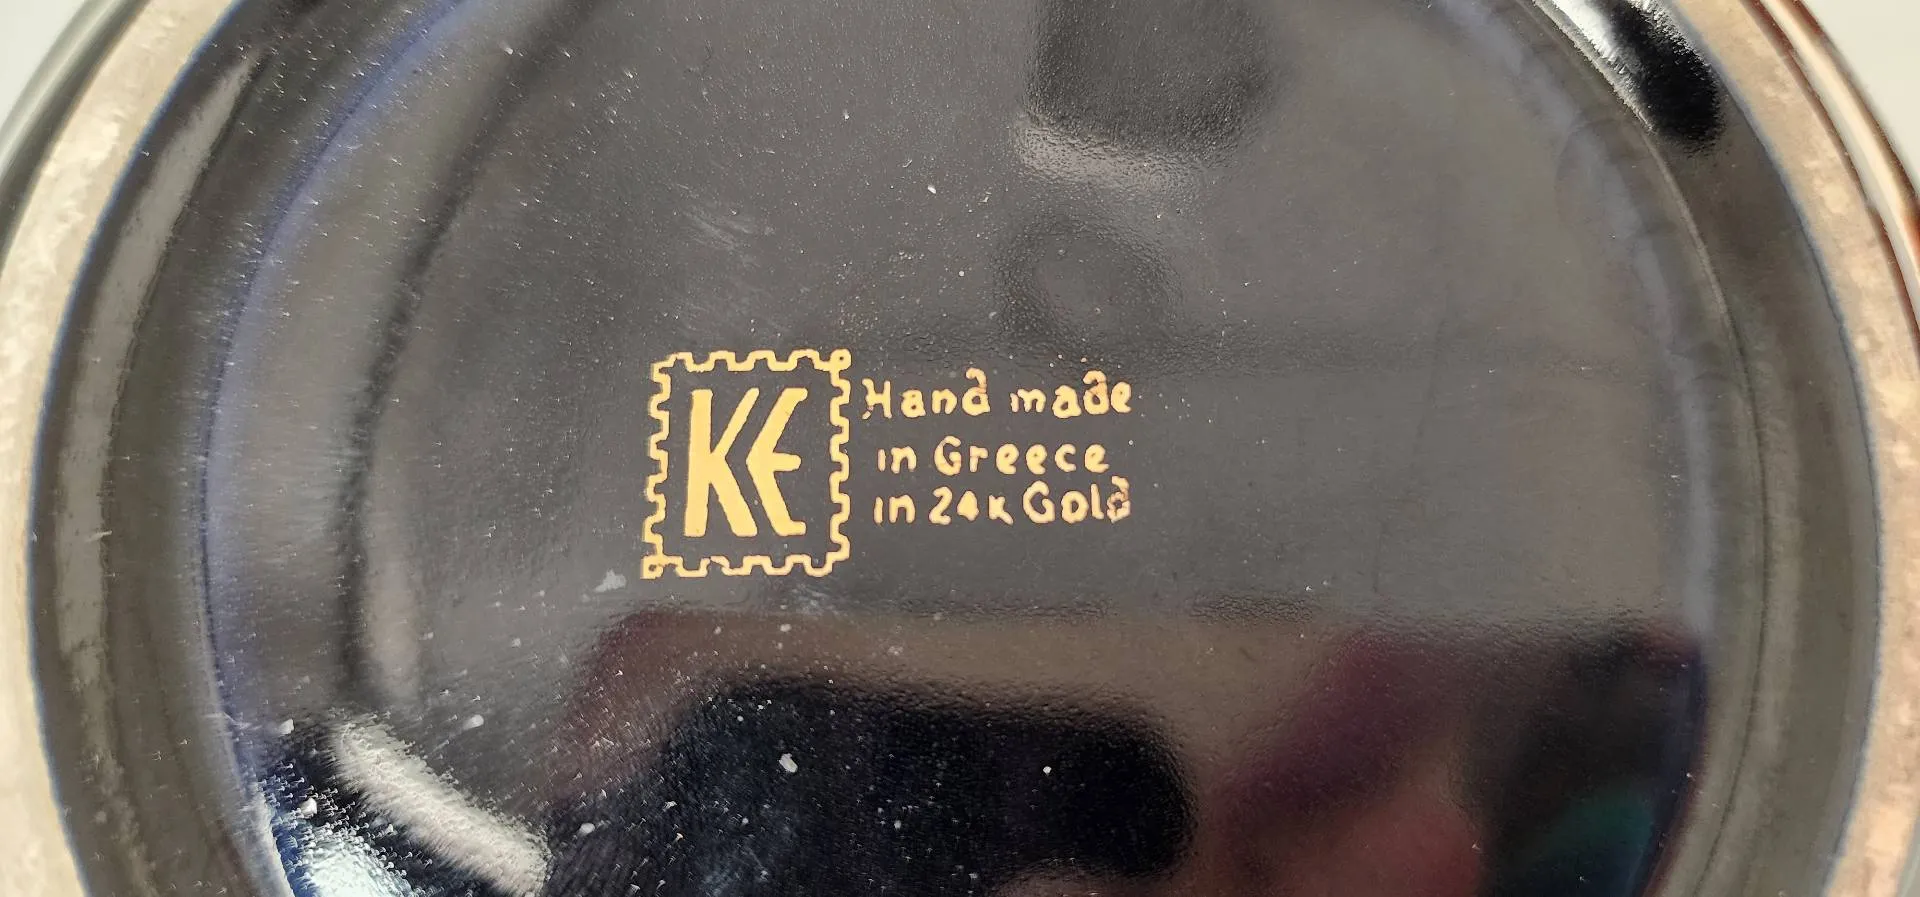 KE
Hand made
in Greece
in 24K Gold